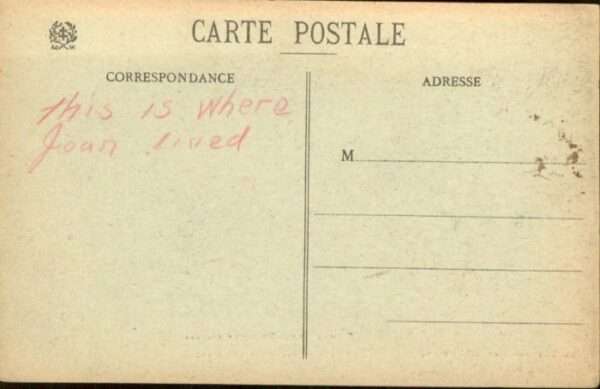 CARTE POSTALE
CORRESPONDANCE
ADRESSE
This is where
Joan lived
M